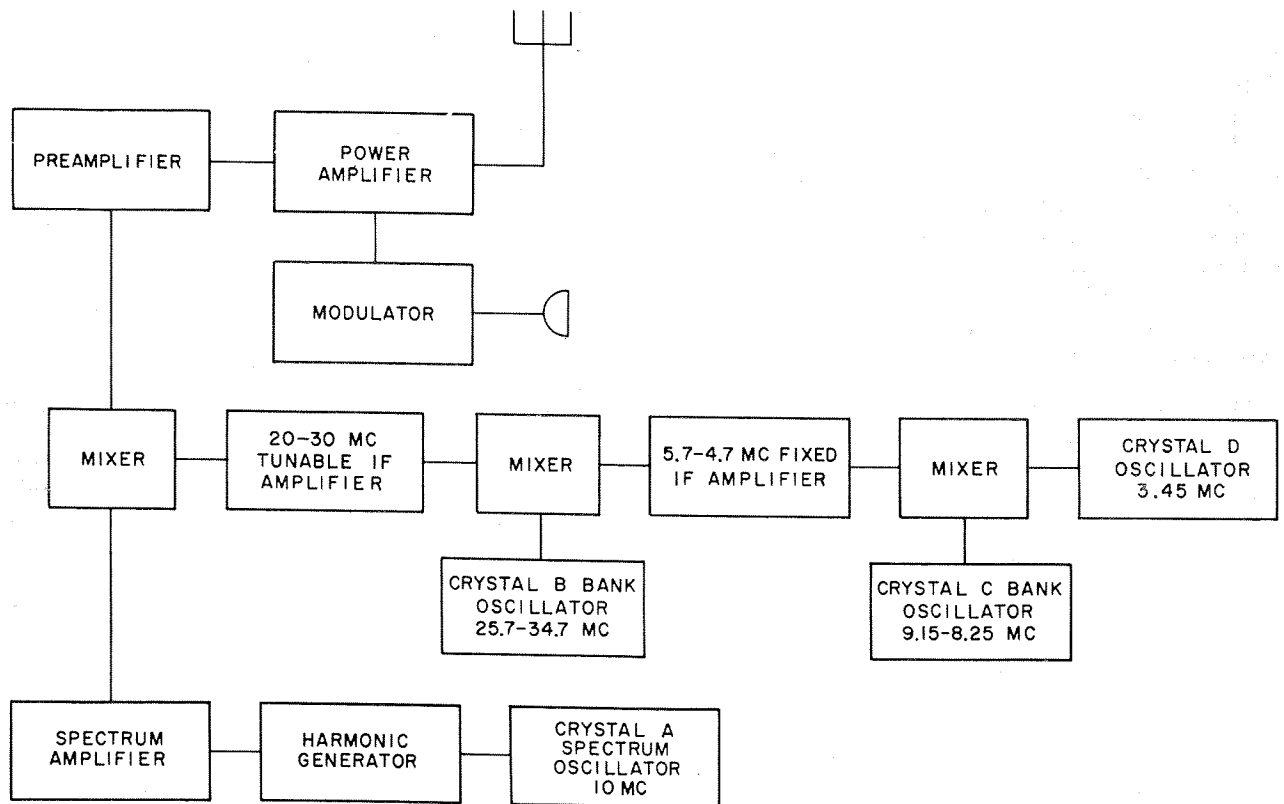 PREAMPLIFIER
POWER
AMPLIFIER
MODULATOR
MIXER
20-30 MC
TUNABLE IF
AMPLIFIER
MIXER
5.7-4.7 MC FIXED
IF AMPLIFIER
MIXER
CRYSTAL D
OSCILLATOR
3.45 MC
CRYSTAL B BANK
OSCILLATOR
25.7-34.7 MC
CRYSTAL C BANK
OSCILLATOR
9.15-8.25 MC
SPECTRUM
AMPLIFIER
HARMONIC
GENERATOR
CRYSTAL A
SPECTRUM
OSCILLATOR
10 MC